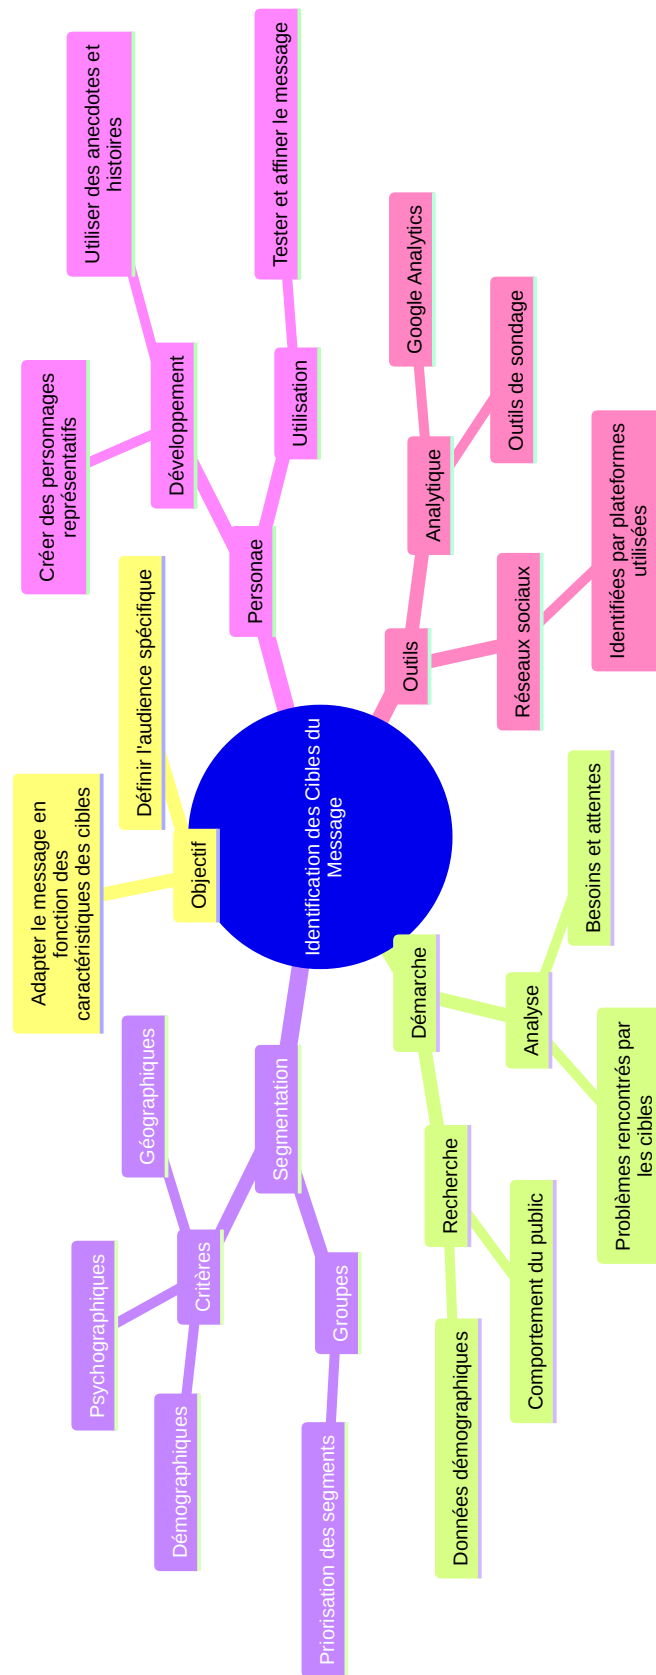 Identification des Cibles du
Message
Objectif
Définir l'audience spécifique
Adapter le message en
fonction des
caractéristiques des cibles
Démarche
Recherche
Données démographiques
Comportement du public
Analyse
Besoins et attentes
Problèmes rencontrés par
les cibles
Segmentation
Critères
Démographiques
Psychographiques
Géographiques
Groupes
Priorisation des segments
Personae
Développement
Créer des personnages
représentatifs
Utiliser des anecdotes et
histoires
Utilisation
Tester et affiner le message
Outils
Analytique
Google Analytics
Outils de sondage
Réseaux sociaux
Identifiées par plateformes
utilisées